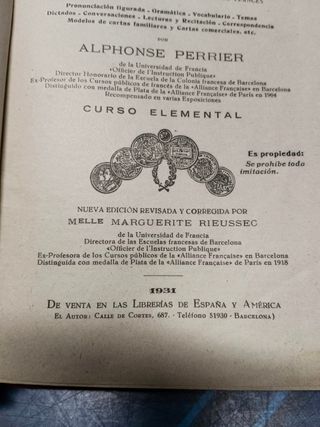 Pronunciación figurada - Gramática - Vocabulario - Temas
Dictados - Conversaciones - Lecturas y Recitación - Correspondencia
Modelos de cartas familiares y Cartas comerciales, etc.
POR
ALPHONSE PERRIER
de la Universidad de Francia
«Officier de l'Instruction Publique»
Director Honorario de la Escuela de la Colonia francesa de Barcelona
Ex-Profesor de los Cursos públicos de francés de la «Alliance Française» en Barcelona
Distinguido con medalla de Plata de la «Alliance Française» de París en 1904
Recompensado en varias Exposiciones
CURSO ELEMENTAL
Es propiedad:
Se prohibe toda
imitación.
NUEVA EDICIÓN REVISADA Y CORREGIDA POR
MELLE MARGUERITE RIEUSSEC
de la Universidad de Francia
Directora de las Escuelas francesas de Barcelona
«Officier de l'Instruction Publique»
Ex-Profesora de los Cursos públicos de la «Alliance Française» en Barcelona
Distinguida con medalla de Plata de la «Alliance Française» de París en 1918
1931
DE VENTA EN LAS LIBRERÍAS DE ESPAÑA Y AMÉRICA
EL AUTOR: CALLE DE CORTES, 687. - Teléfono 51930 - BARCELONA)